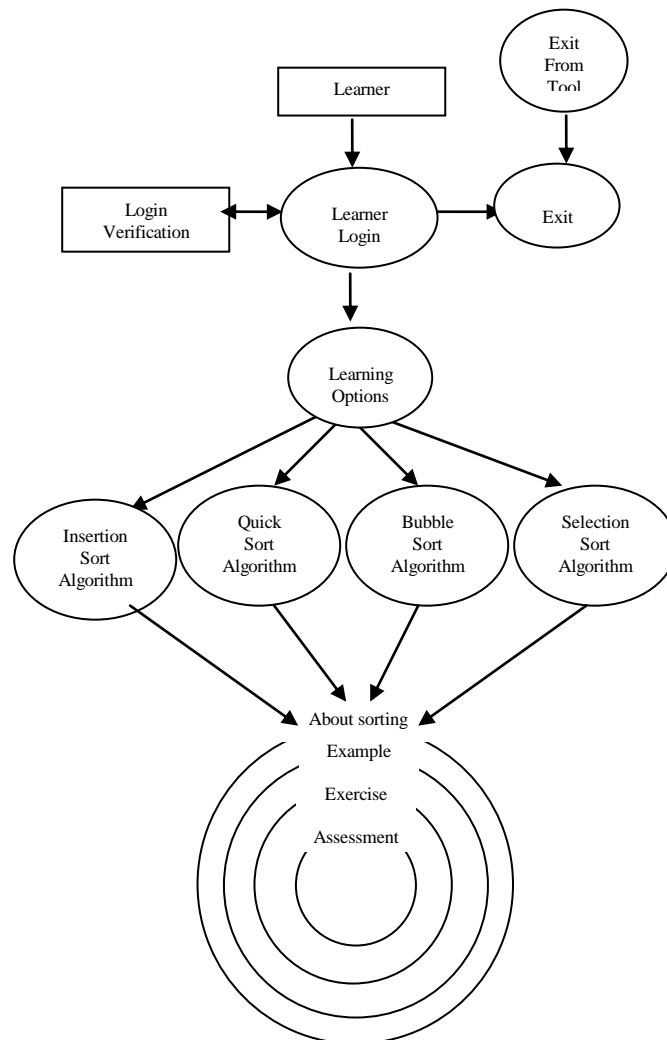 Exit
From
Tool
Learner
Login
Verification
Learner
Login
Exit
Learning
Options
Insertion
Sort
Algorithm
Quick
Sort
Algorithm
Bubble
Sort
Algorithm
Selection
Sort
Algorithm
About sorting
Example
Exercise
Assessment